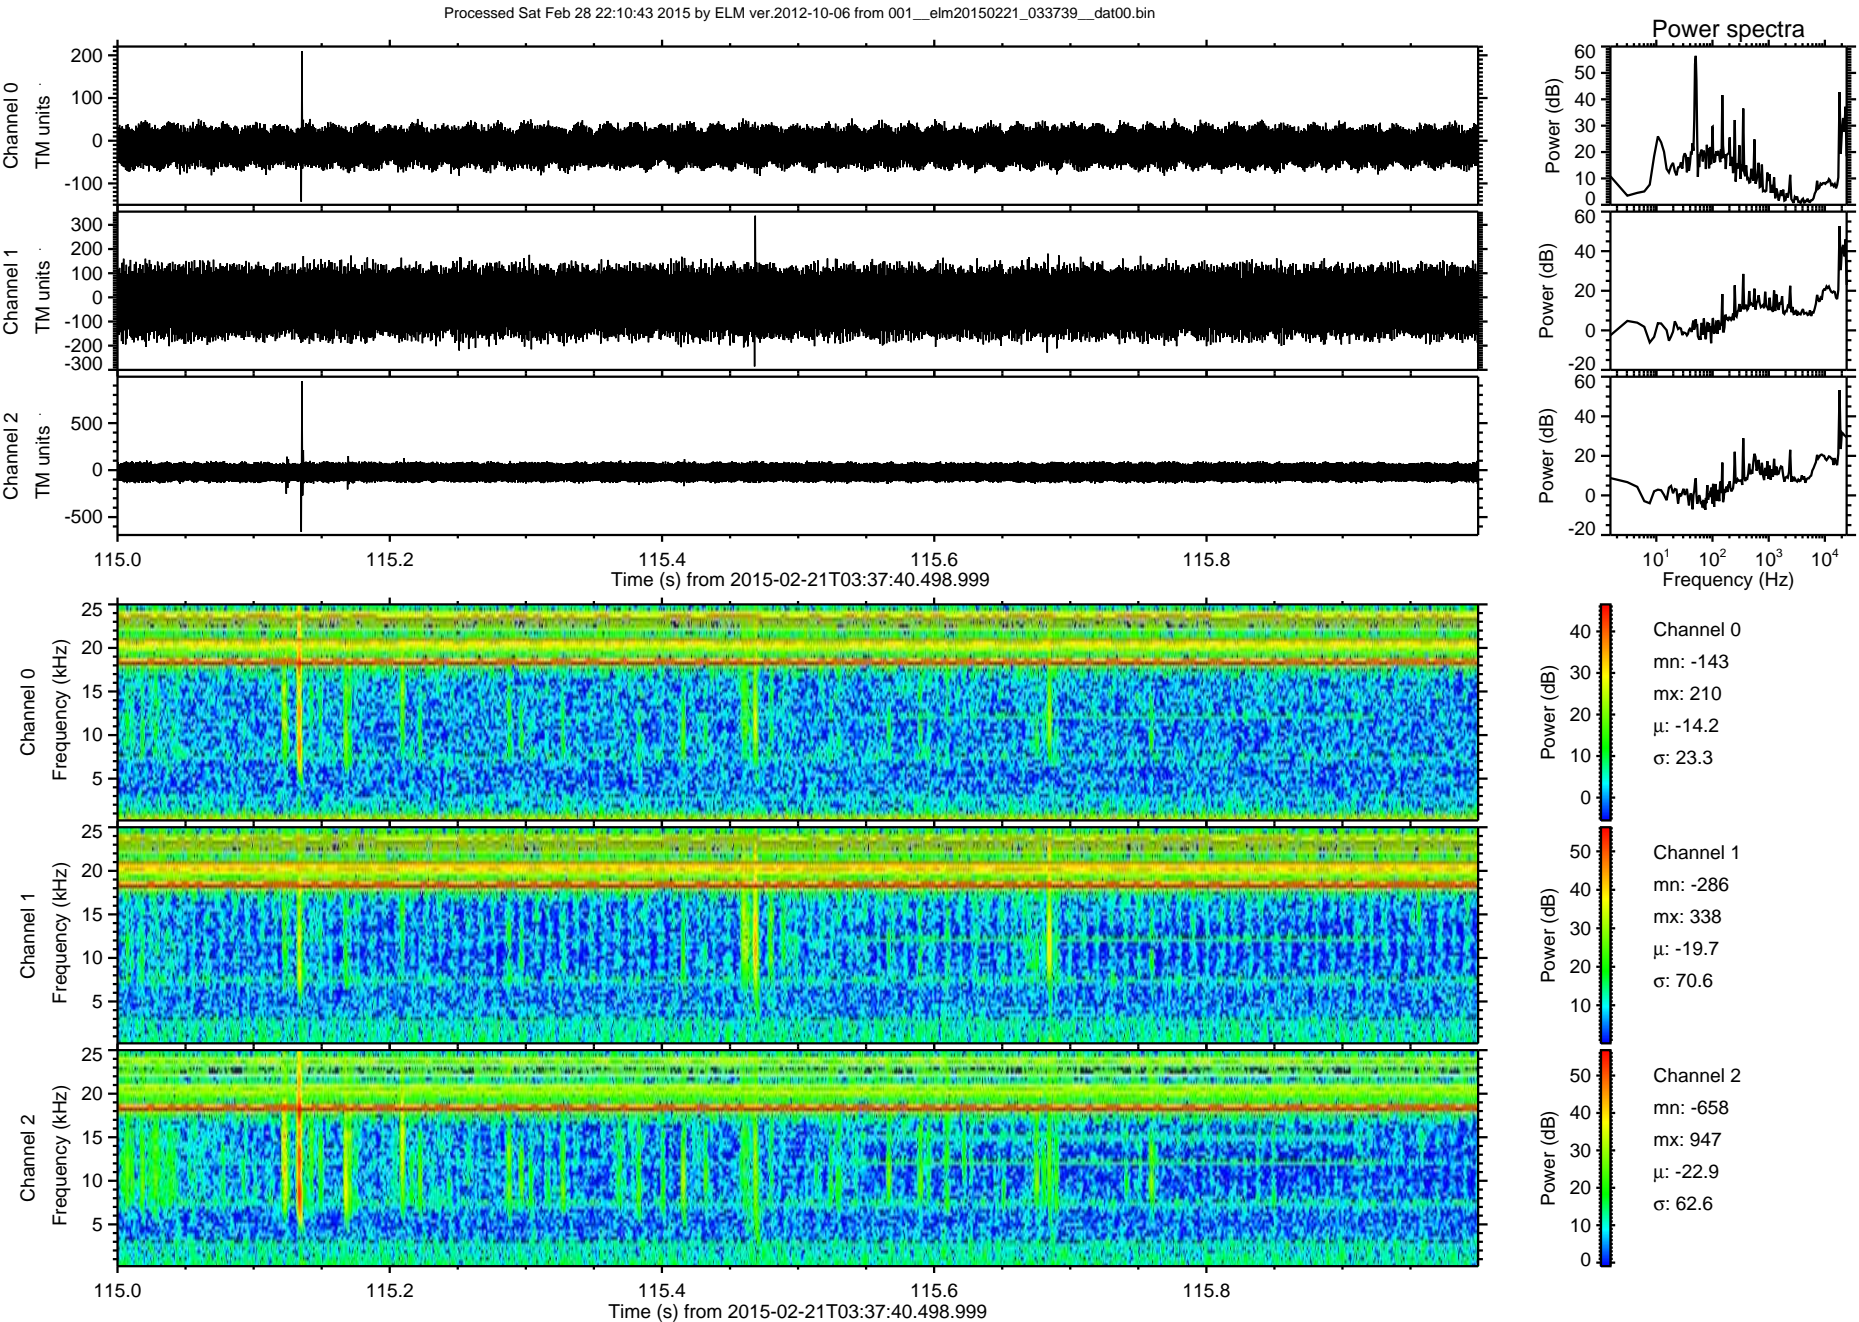 Processed Sat Feb 28 22:10:43 2015 by ELM ver.2012-10-06 from 001__elm20150221_033739__dat00.bin
Power spectra
Channel 0
TM units
200
100
0
-100
Power (dB)
60
50
40
30
20
10
0
Channel 1
TM units
300
200
100
0
-100
-200
-300
Power (dB)
60
40
20
0
-20
Channel 2
TM units
500
0
-500
Power (dB)
60
40
20
0
-20
115.0 115.2 115.4 115.6 115.8
Time (s) from 2015-02-21T03:37:40.498.999
10^1 10^2 10^3 10^4
Frequency (Hz)
Channel 0
Frequency (kHz)
25
20
15
10
5
Power (dB)
40
30
20
10
0
Channel 0
mn: -143
mx: 210
μ: -14.2
σ: 23.3
Channel 1
Frequency (kHz)
25
20
15
10
5
Power (dB)
50
40
30
20
10
Channel 1
mn: -286
mx: 338
μ: -19.7
σ: 70.6
Channel 2
Frequency (kHz)
25
20
15
10
5
Power (dB)
50
40
30
20
10
0
Channel 2
mn: -658
mx: 947
μ: -22.9
σ: 62.6
115.0 115.2 115.4 115.6 115.8
Time (s) from 2015-02-21T03:37:40.498.999